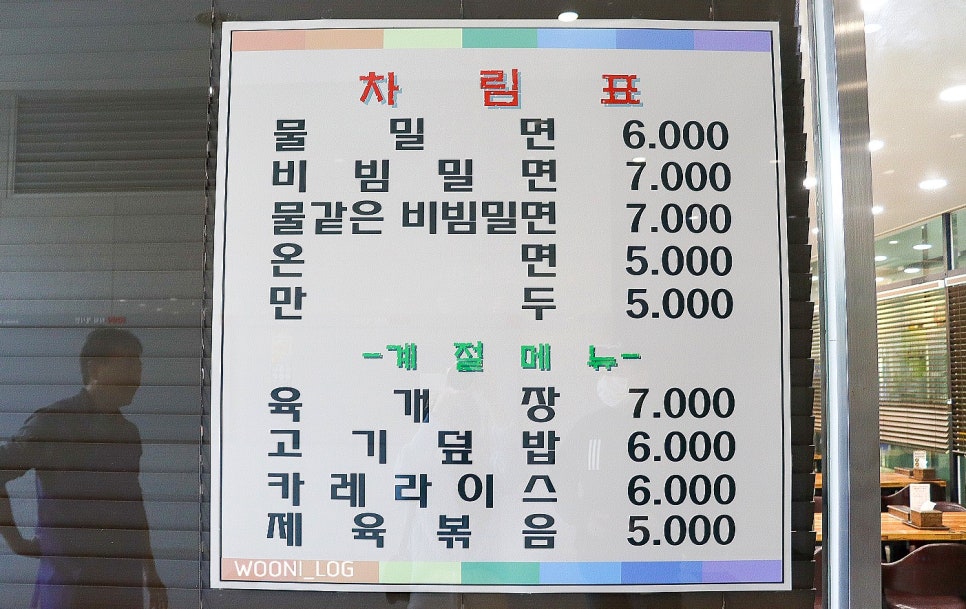 차림표
물밀면 6.000
비빔밀면 7.000
물같은 비빔밀면 7.000
온면 5.000
만두 5.000
-계절메뉴-
육개장 7.000
고기덮밥 6.000
카레라이스 6.000
제육볶음 5.000
WOONI_LOG